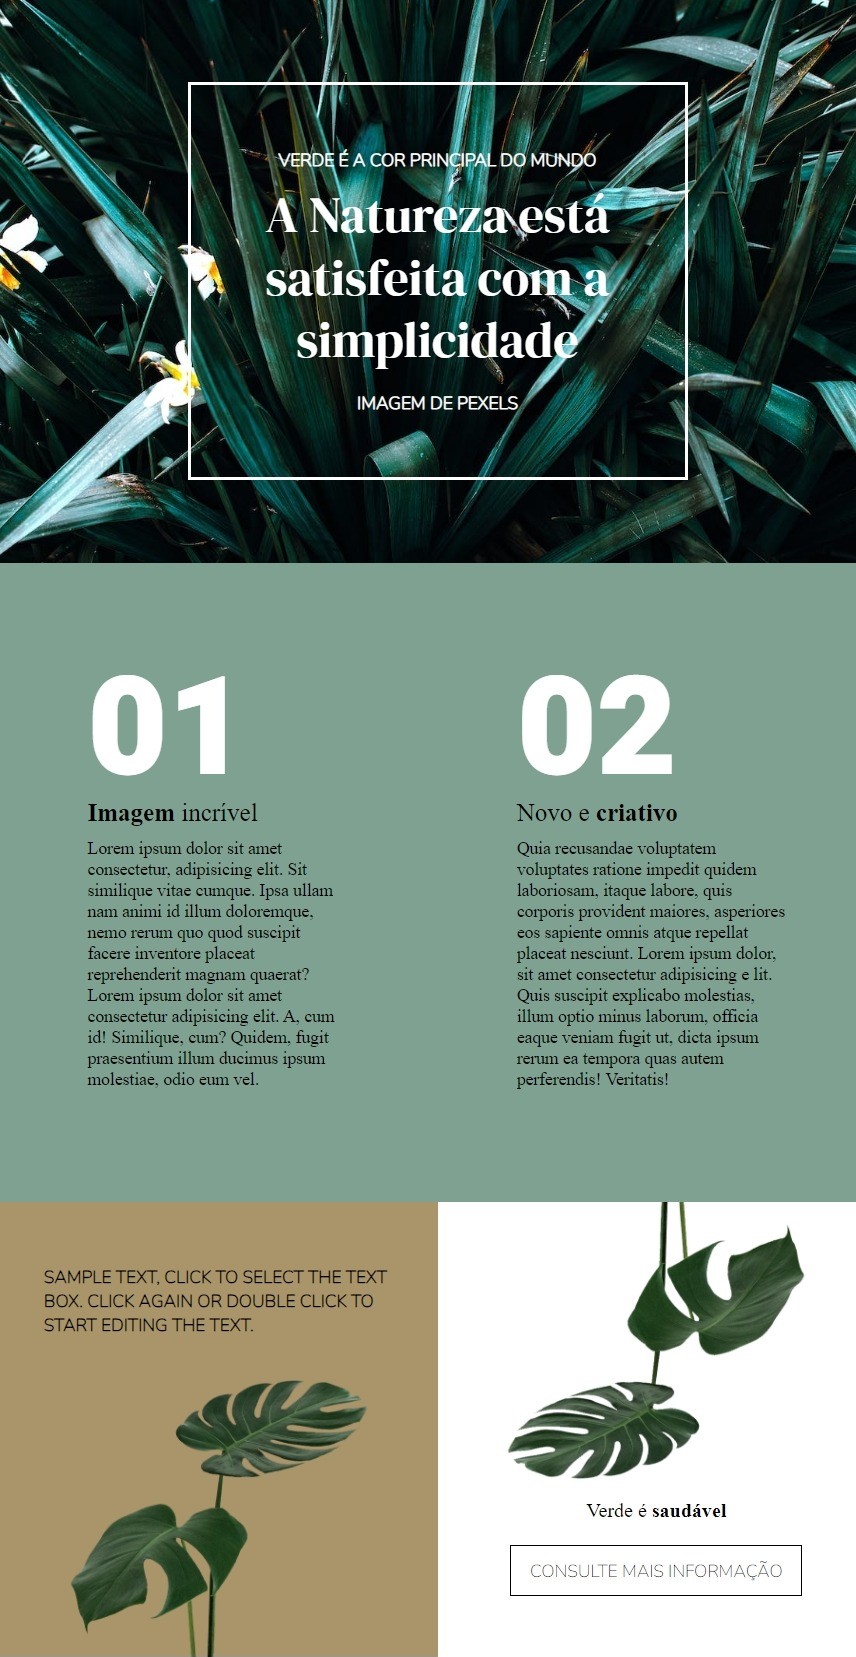 VERDE É A COR PRINCIPAL DO MUNDO
A Natureza está
satisfeita com a
simplicidade
IMAGEM DE PEXELS
01
Imagem incrível
Lorem ipsum dolor sit amet
consectetur, adipisicing elit. Sit
similique vitae cumque. Ipsa ullam
nam animi id illum doloremque,
nemo rerum quo quod suscipit
facere inventore placeat
reprehenderit magnam quaerat?
Lorem ipsum dolor sit amet
consectetur adipisicing elit. A, cum
id! Similique, cum? Quidem, fugit
praesentium illum ducimus ipsum
molestiae, odio eum vel.
02
Novo e criativo
Quia recusandae voluptatem
voluptates ratione impedit quidem
laboriosam, itaque labore, quis
corporis provident maiores, asperiores
eos sapiente omnis atque repellat
placeat nesciunt. Lorem ipsum dolor,
sit amet consectetur adipisicing e lit.
Quis suscipit explicabo molestias,
illum optio minus laborum, officia
eaque veniam fugit ut, dicta ipsum
rerum ea tempora quas autem
perferendis! Veritatis!
SAMPLE TEXT, CLICK TO SELECT THE TEXT
BOX. CLICK AGAIN OR DOUBLE CLICK TO
START EDITING THE TEXT.
Verde é saudável
CONSULTE MAIS INFORMAÇÃO